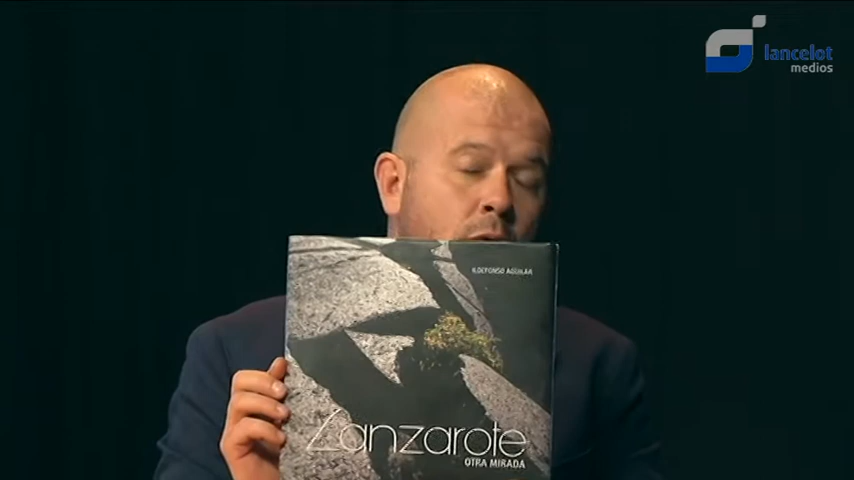 lancelot
medios
ILDEFONSO AGUILAR
Lanzarote
OTRA MIRADA